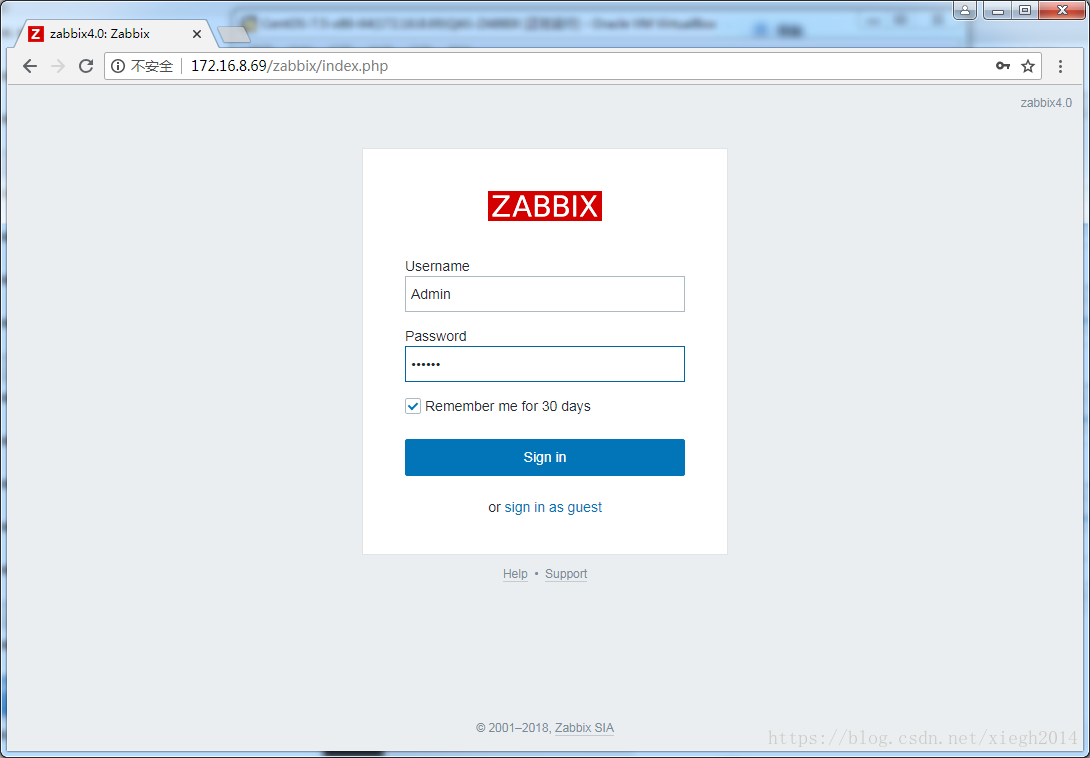 zabbix4.0: Zabbix
不安全 172.16.8.69/zabbix/index.php
zabbix4.0
ZABBIX
Username
Admin
Password
••••••
Remember me for 30 days
Sign in
or sign in as guest
Help • Support
© 2001–2018, Zabbix SIA
https://blog.csdn.net/xiegh2014